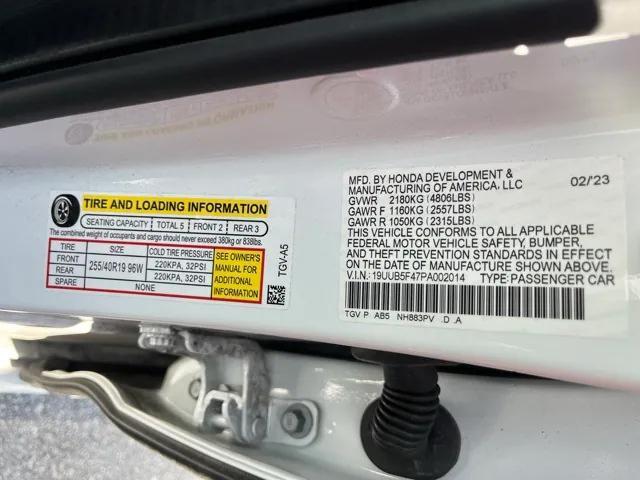 TIRE AND LOADING INFORMATION
SEATING CAPACITY TOTAL 5 FRONT 2 REAR 3
The combined weight of occupants and cargo should never exceed 380kg or 838lbs.
TIRE SIZE COLD TIRE PRESSURE
FRONT 255/40R19 96W 220KPA, 32PSI
REAR 220KPA, 32PSI
SPARE NONE
SEE OWNER'S
MANUAL FOR
ADDITIONAL
INFORMATION
TGV-A5
MFD. BY HONDA DEVELOPMENT & 02/23
MANUFACTURING OF AMERICA, LLC
GVWR 2180KG (4806LBS)
GAWR F 1160KG (2557LBS)
GAWR R 1050KG (2315LBS)
THIS VEHICLE CONFORMS TO ALL APPLICABLE
FEDERAL MOTOR VEHICLE SAFETY, BUMPER,
AND THEFT PREVENTION STANDARDS IN EFFECT
ON THE DATE OF MANUFACTURE SHOWN ABOVE.
V.I.N.: 19UUB5F47PA002014 TYPE:PASSENGER CAR
TGV P AB5 NH883PV .D .A